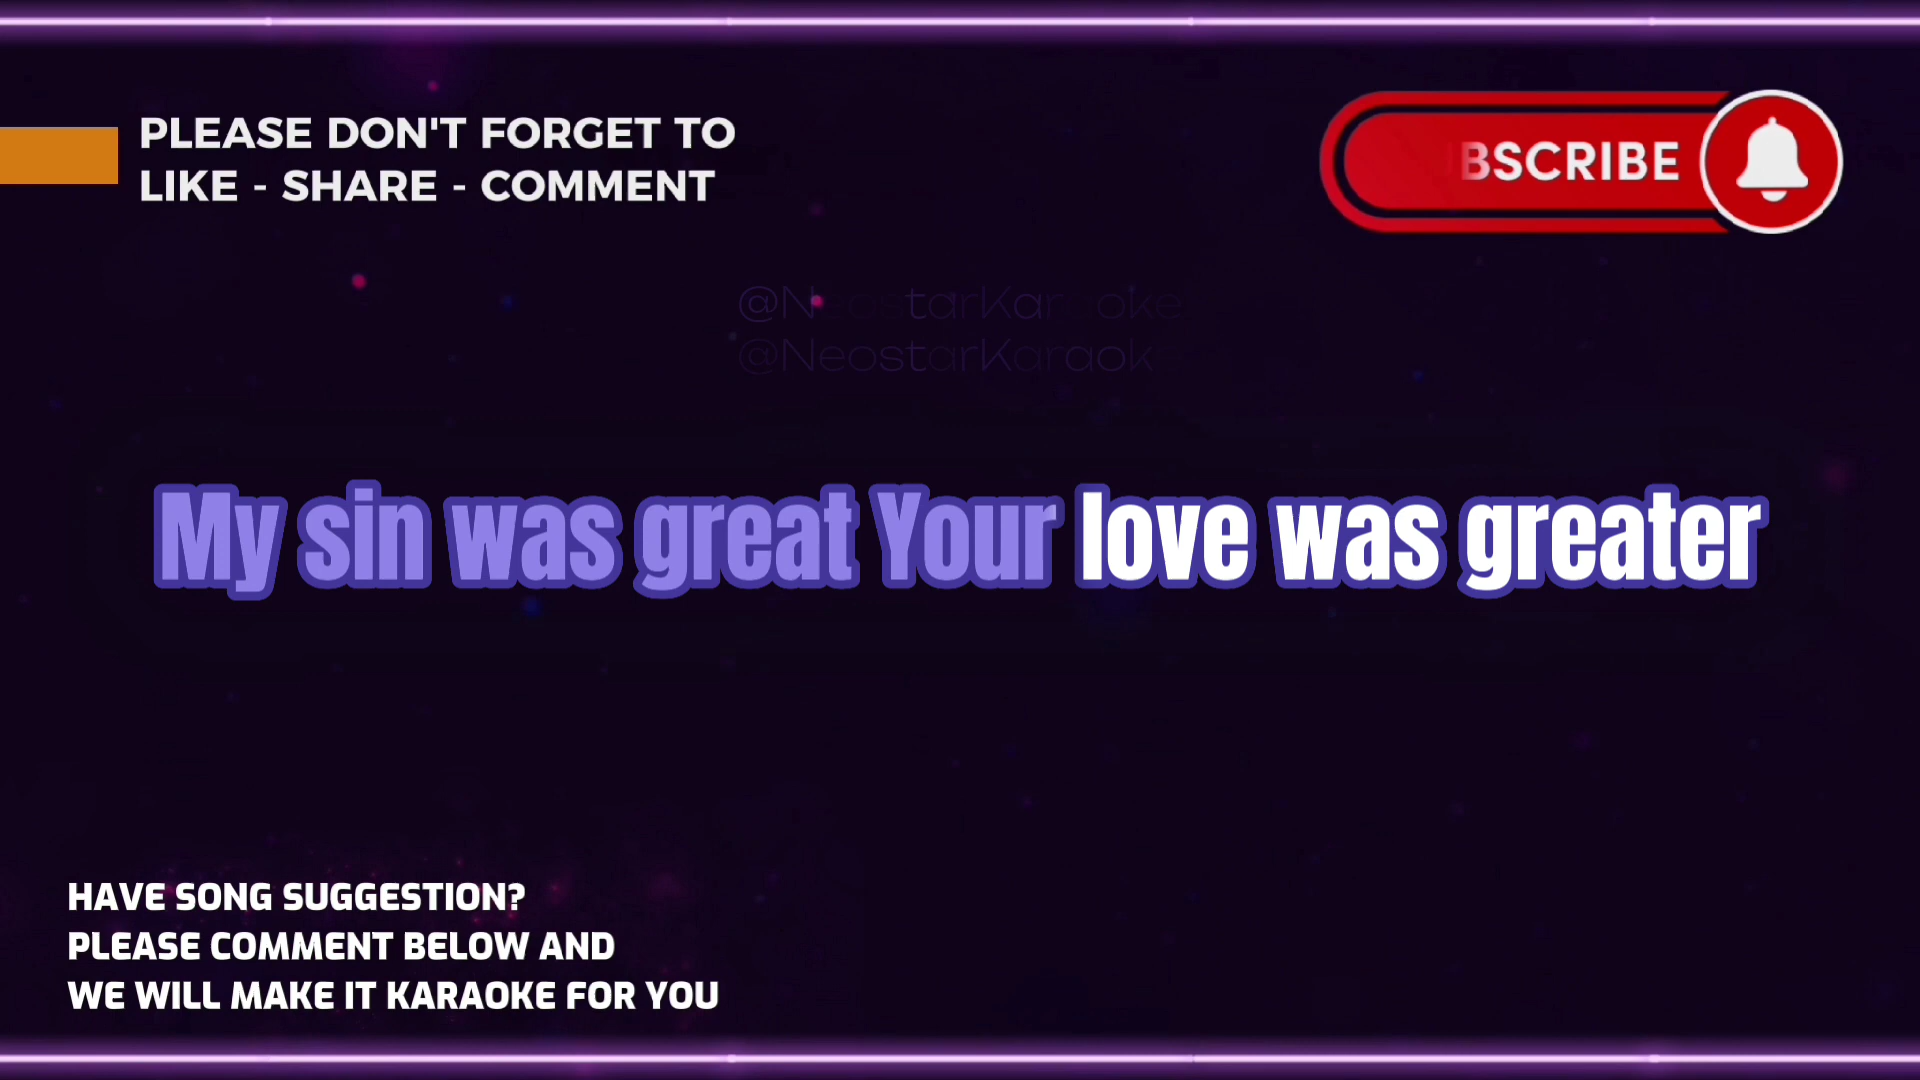 PLEASE DON'T FORGET TO
LIKE - SHARE - COMMENT
BSCRIBE
@NeostarKaraoke
@NeostarKaraok
My sin was great Your love was greater
HAVE SONG SUGGESTION?
PLEASE COMMENT BELOW AND
WE WILL MAKE IT KARAOKE FOR YOU